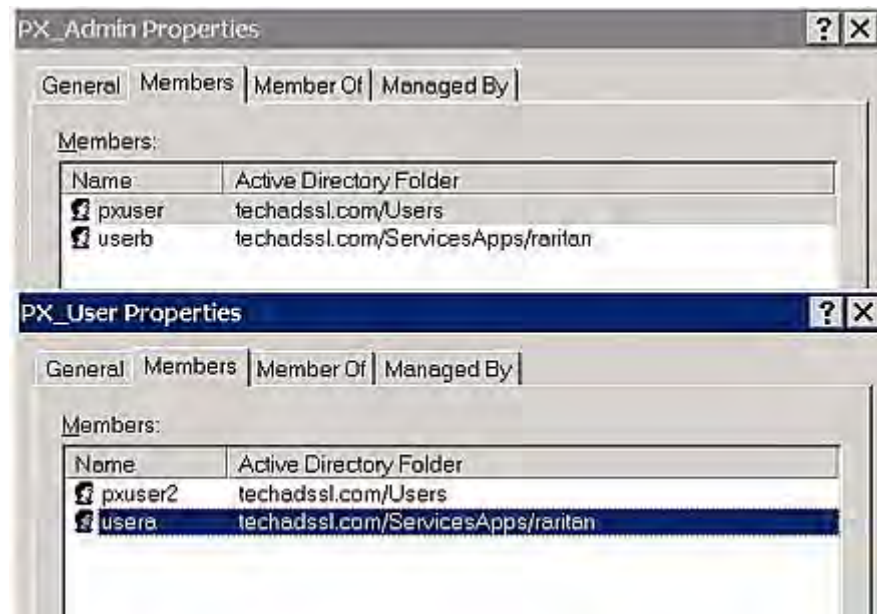 PX_Admin Properties
General Members Member Of Managed By
Members:
Name Active Directory Folder
pxuser techadssl.com/Users
userb techadssl.com/ServicesApps/raritan
PX_User Properties
General Members Member Of Managed By
Members:
Name Active Directory Folder
pxuser2 techadssl.com/Users
usera techadssl.com/ServicesApps/raritan